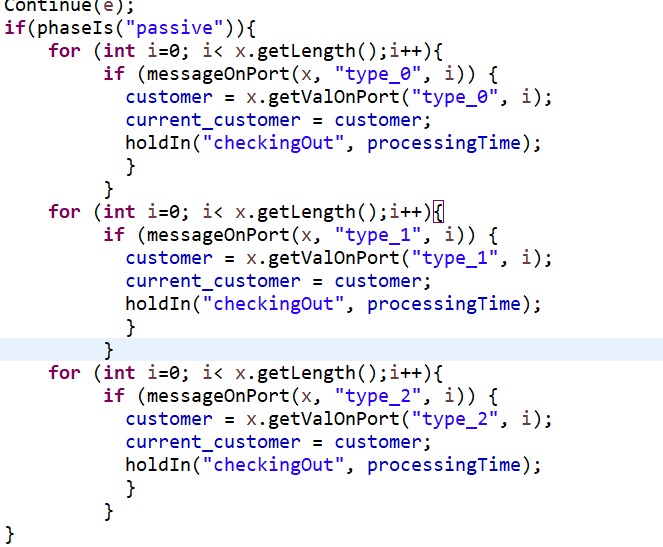 Continue(e);
if(phaseIs("passive")){
for (int i=0; i< x.getLength();i++){
if (messageOnPort(x, "type_0", i)) {
customer = x.getValOnPort("type_0", i);
current_customer = customer;
holdIn("checkingOut", processingTime);
}
}
for (int i=0; i< x.getLength();i++){
if (messageOnPort(x, "type_1", i)) {
customer = x.getValOnPort("type_1", i);
current_customer = customer;
holdIn("checkingOut", processingTime);
}
}
for (int i=0; i< x.getLength();i++){
if (messageOnPort(x, "type_2", i)) {
customer = x.getValOnPort("type_2", i);
current_customer = customer;
holdIn("checkingOut", processingTime);
}
}
}